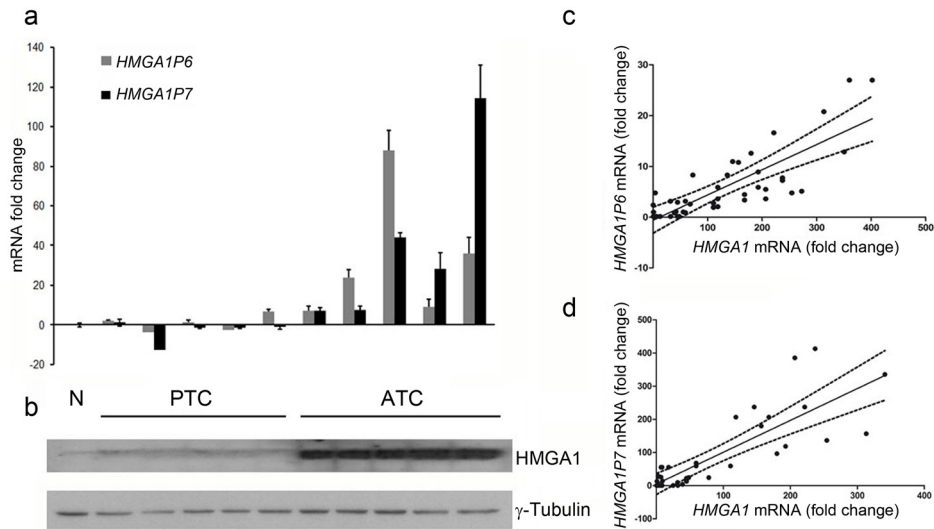 a
mRNA fold change
140
120
100
80
60
40
20
0
-20
HMGA1P6
HMGA1P7
b
N
PTC
ATC
HMGA1
γ-Tubulin
c
HMGA1P6 mRNA (fold change)
30
20
10
0
-10
100
200
300
400
500
HMGA1 mRNA (fold change)
d
HMGA1P7 mRNA (fold change)
500
400
300
200
100
0
-100
100
200
300
400
HMGA1 mRNA (fold change)